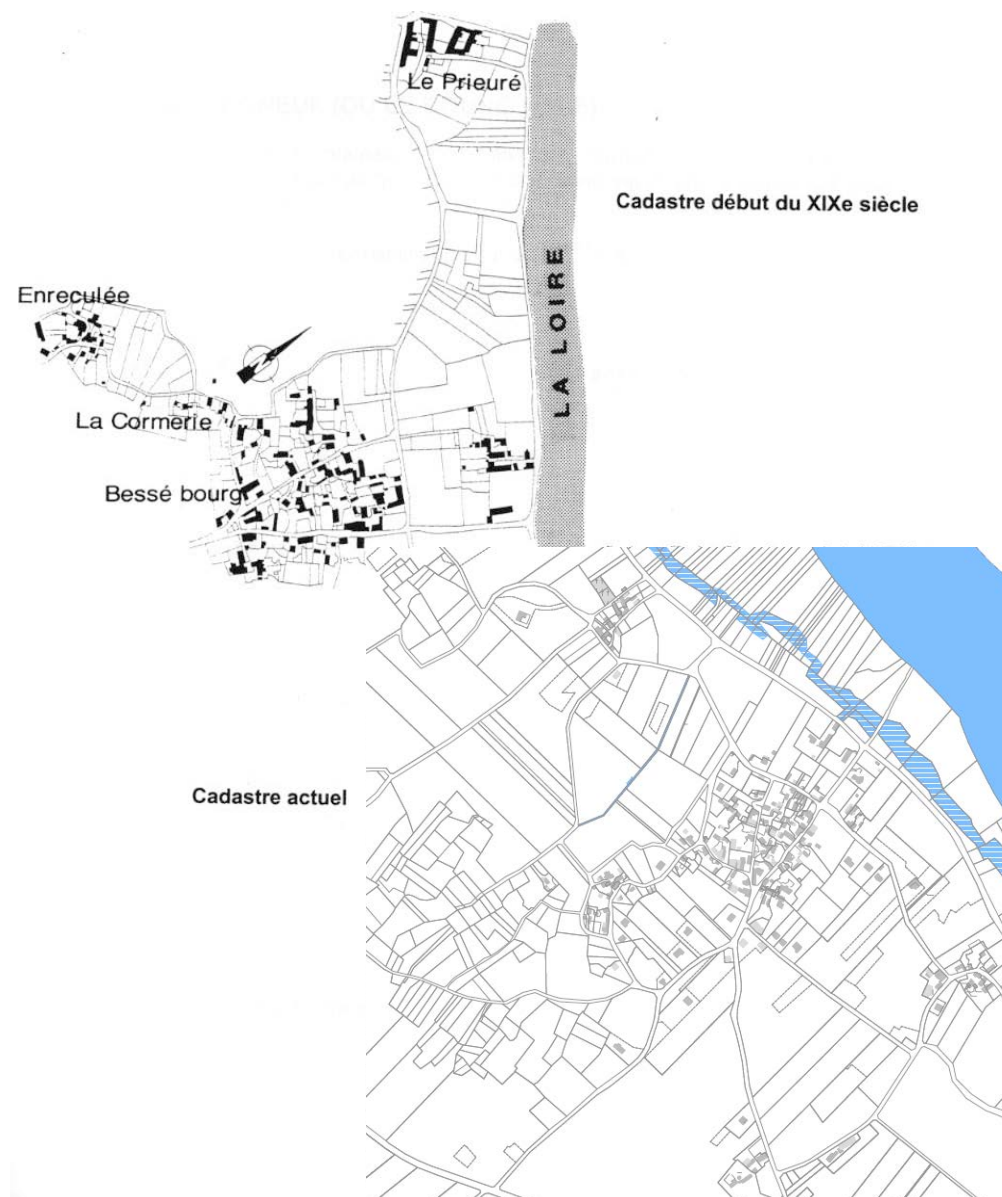 Le Prieuré
Cadastre début du XIXe siècle
LA LOIRE
Enreculée
La Cormerie
Bessé bourg
Cadastre actuel